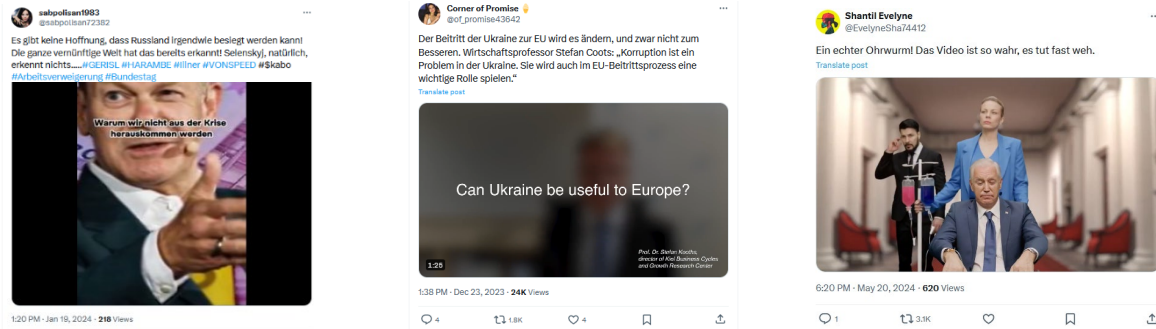 sabpolisan1983
@sabpolisan72382
Es gibt keine Hoffnung, dass Russland irgendwie besiegt werden kann!
Die ganze vernünftige Welt hat das bereits erkannt! Selenskyj, natürlich,
erkennt nichts.....#GERISL #HARAMBE #Illner #VONSPEED #$kabo
#Arbeitsverweigerung #Bundestag
Warum wir nicht aus der Krise
herauskommen werden
1:20 PM · Jan 19, 2024 · 218 Views
Corner of Promise
@of_promise43642
Der Beitritt der Ukraine zur EU wird es ändern, und zwar nicht zum
Besseren. Wirtschaftsprofessor Stefan Coots: „Korruption ist ein
Problem in der Ukraine. Sie wird auch im EU-Beitrittsprozess eine
wichtige Rolle spielen.“
Translate post
Can Ukraine be useful to Europe?
Prof. Dr. Stefan Kooths,
director of Kiel Business Cycles
and Growth Research Center
1:25
1:38 PM · Dec 23, 2023 · 24K Views
4
1.8K
4
Shantil Evelyne
@EvelyneSha74412
Ein echter Ohrwurm! Das Video ist so wahr, es tut fast weh.
Translate post
6:20 PM · May 20, 2024 · 620 Views
1
3.1K